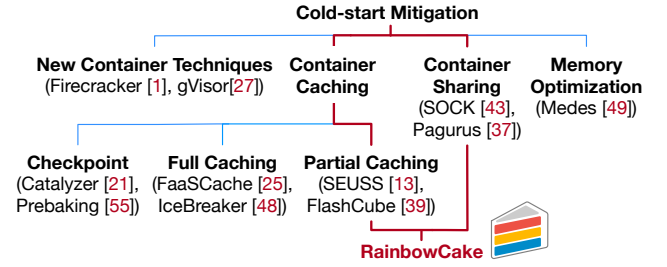 Cold-start Mitigation
New Container Techniques
(Firecracker [1], gVisor[27])
Container
Caching
Container
Sharing
(SOCK [43],
Pagurus [37])
Memory
Optimization
(Medes [49])
Checkpoint
(Catalyzer [21],
Prebaking [55])
Full Caching
(FaaSCache [25],
IceBreaker [48])
Partial Caching
(SEUSS [13],
FlashCube [39])
RainbowCake